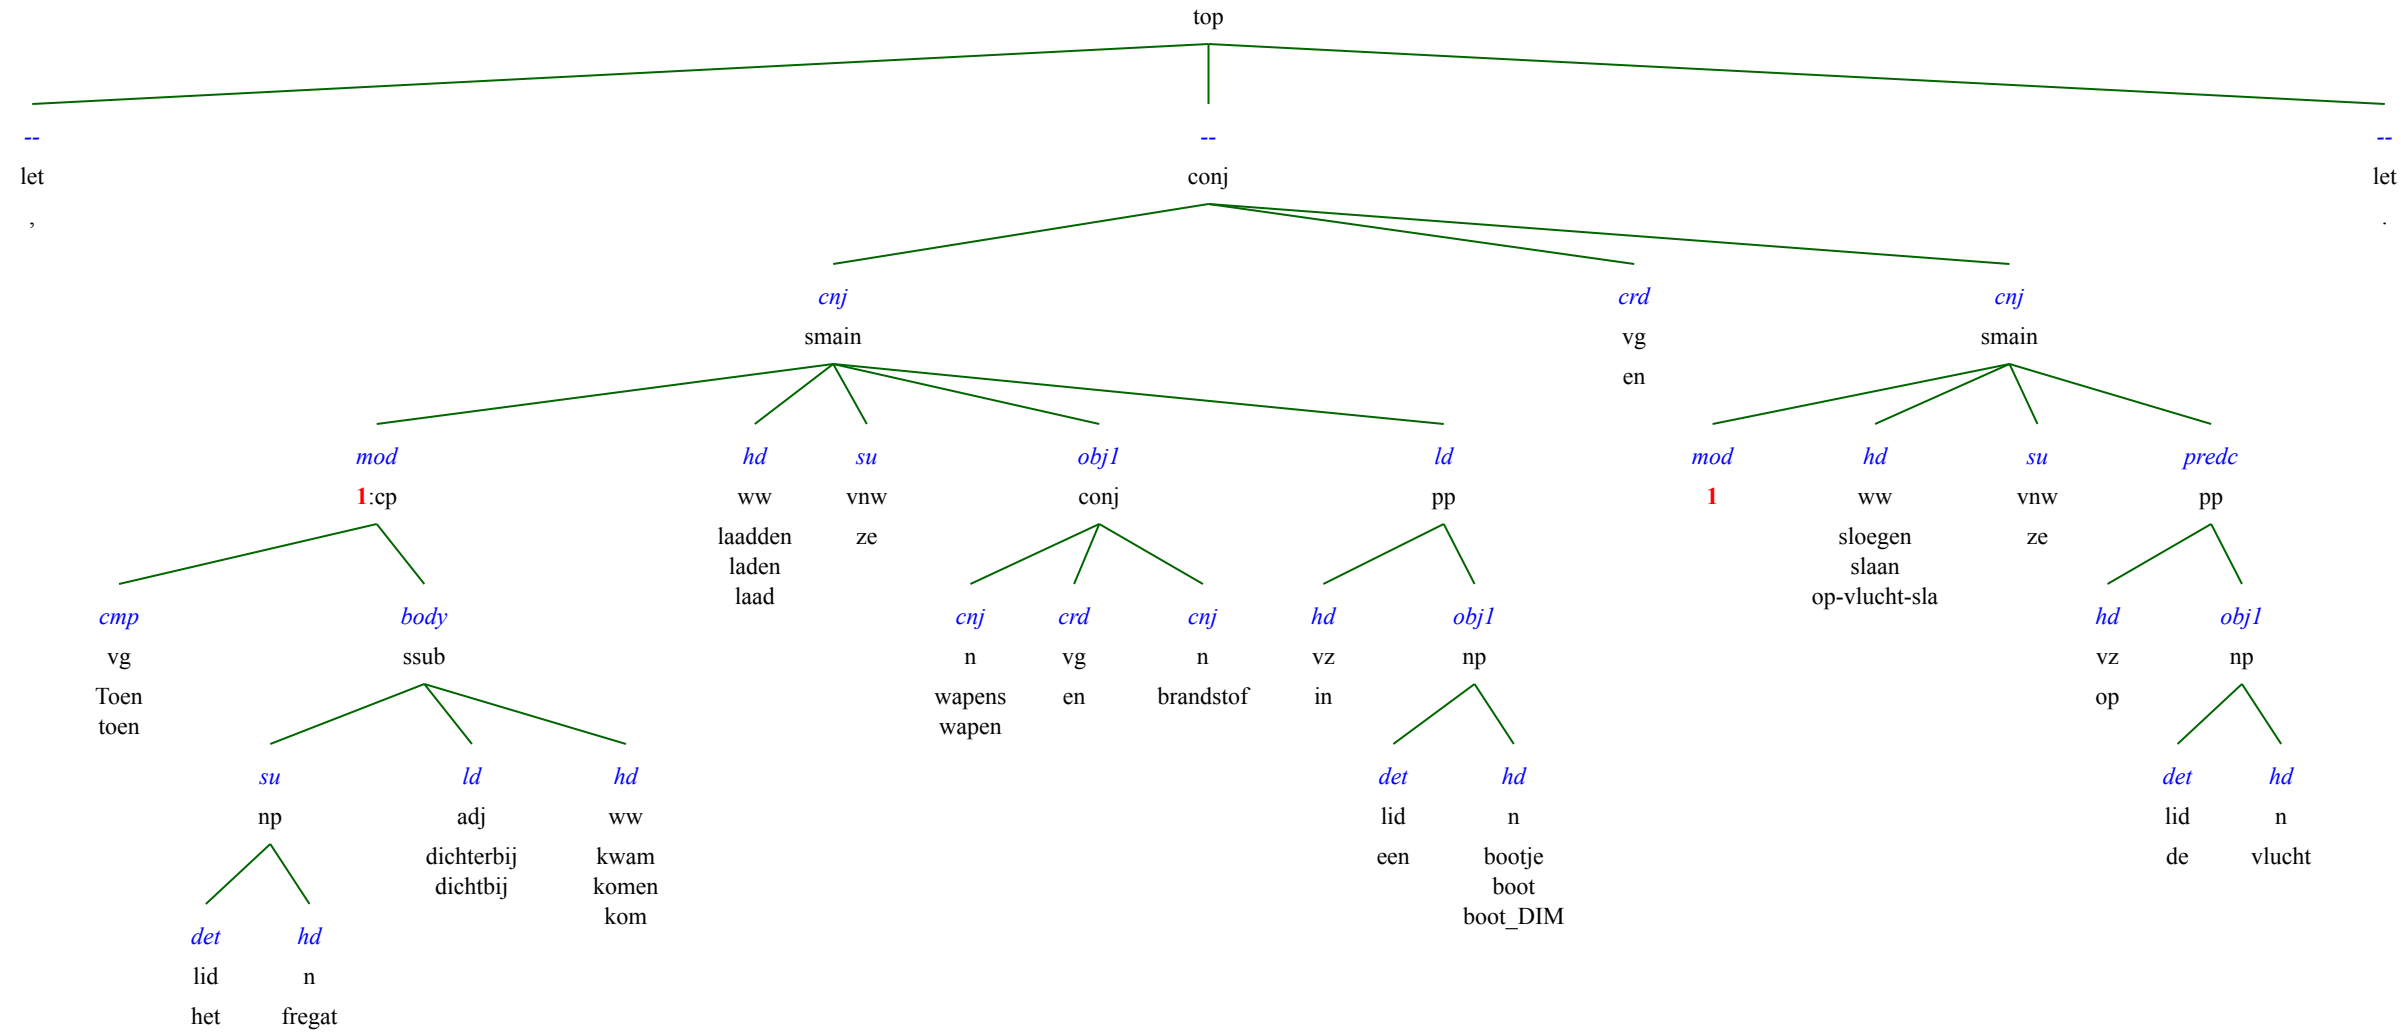 top
-- -- --
let conj let
, .
cnj crd cnj
smain vg smain
en
mod hd su obj1 ld mod hd su predc
1:cp ww vnw conj pp 1 ww vnw pp
laadden ze sloegen ze
laden slaan
laad op-vlucht-sla
cmp body cnj crd cnj hd obj1 hd obj1
vg ssub n vg n vz np vz np
Toen wapens en brandstof in op
toen wapen
su ld hd det hd det hd
np adj ww lid n lid n
dichterbij kwam een bootje de vlucht
dichtbij komen boot
kom boot_DIM
det hd
lid n
het fregat